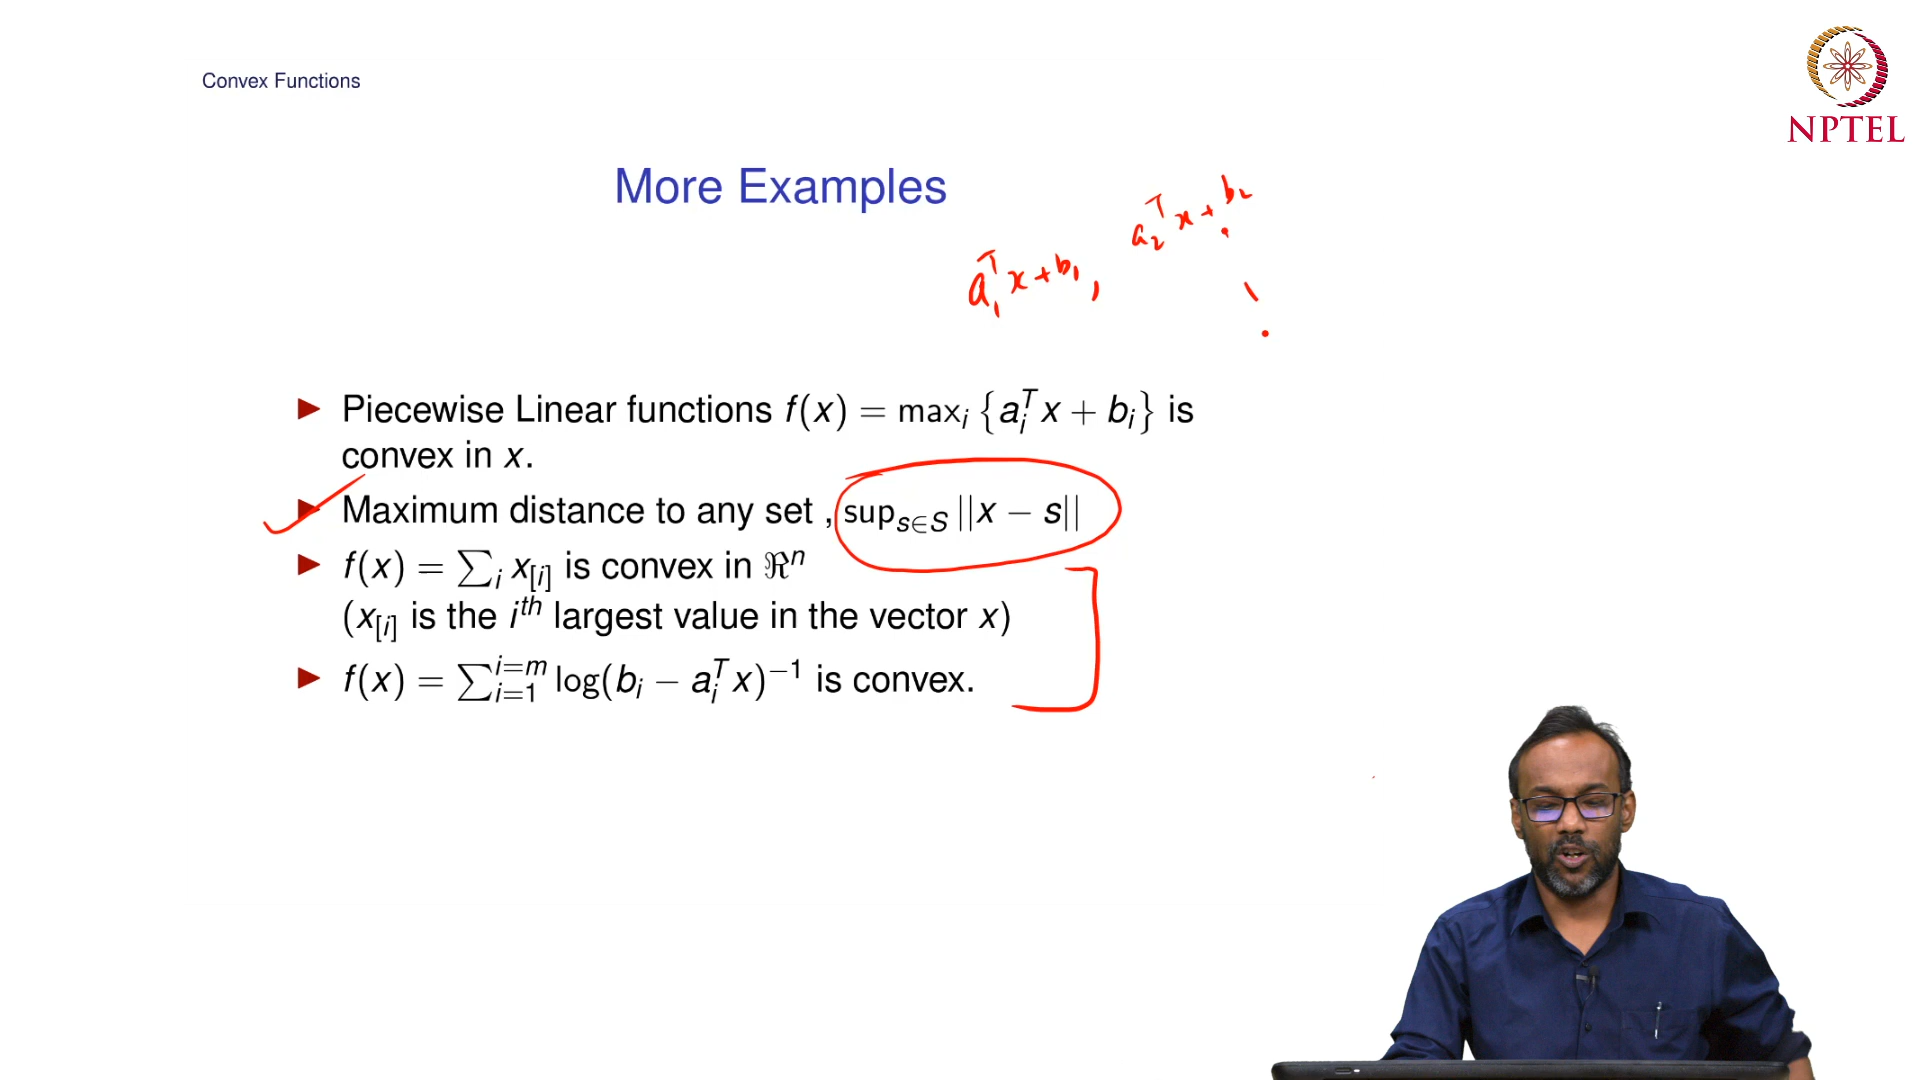 Convex Functions
NPTEL
More Examples
a₁ᵀx+b₁, a₂ᵀx+b₂
▶ Piecewise Linear functions f(x) = maxᵢ {aᵢᵀx + bᵢ} is
convex in x.
▶ Maximum distance to any set , sup_{s∈S} ||x − s||
▶ f(x) = ∑ᵢ x_[i] is convex in ℜⁿ
(x_[i] is the iᵗʰ largest value in the vector x)
▶ f(x) = ∑_{i=1}^{i=m} log(bᵢ − aᵢᵀx)⁻¹ is convex.